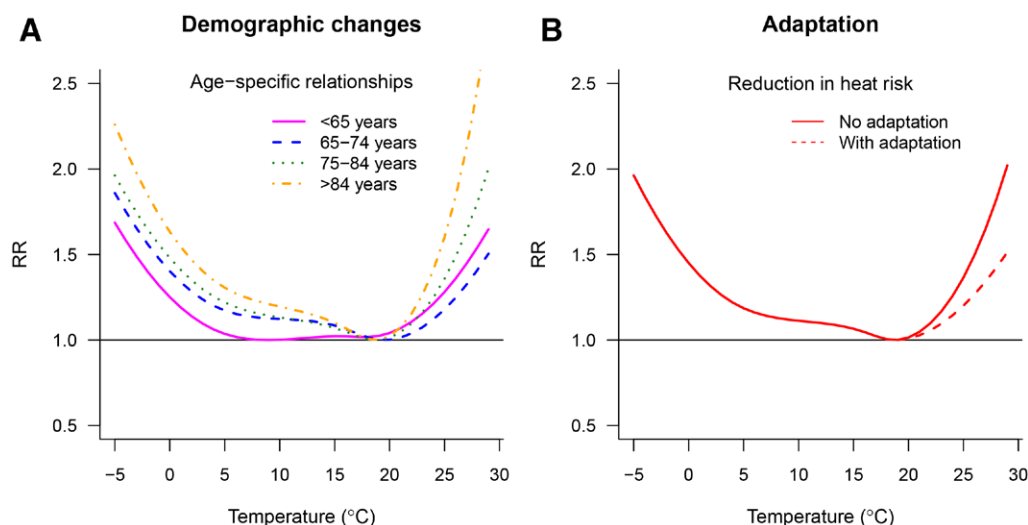 A
Demographic changes
Age−specific relationships
<65 years
65−74 years
75−84 years
>84 years
2.5
2.0
1.5
1.0
0.5
RR
−5 0 5 10 15 20 25 30
Temperature (°C)
B
Adaptation
Reduction in heat risk
No adaptation
With adaptation
2.5
2.0
1.5
1.0
0.5
RR
−5 0 5 10 15 20 25 30
Temperature (°C)